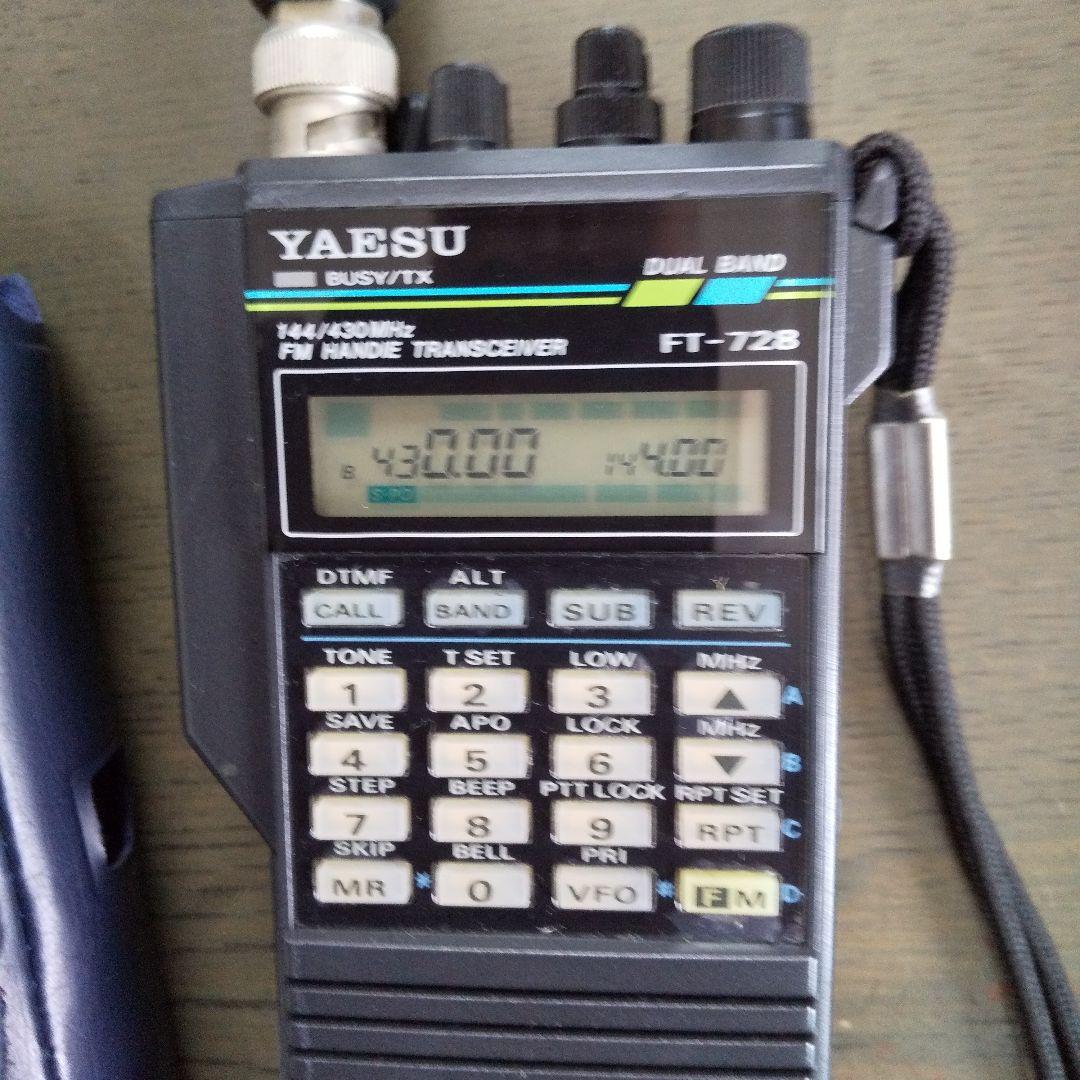 YAESU
BUSY/TX
DUAL BAND
144/430MHz
FM HANDIE TRANSCEIVER
FT-728
B 430.00 144.00
DTMF ALT
CALL BAND SUB REV
TONE T SET LOW MHz
1 2 3 ▲ A
SAVE APO LOCK MHz
4 5 6 ▼ B
STEP BEEP PTT LOCK RPT SET
7 8 9 RPT C
SKIP BELL PRI
MR * 0 VFO * F M D